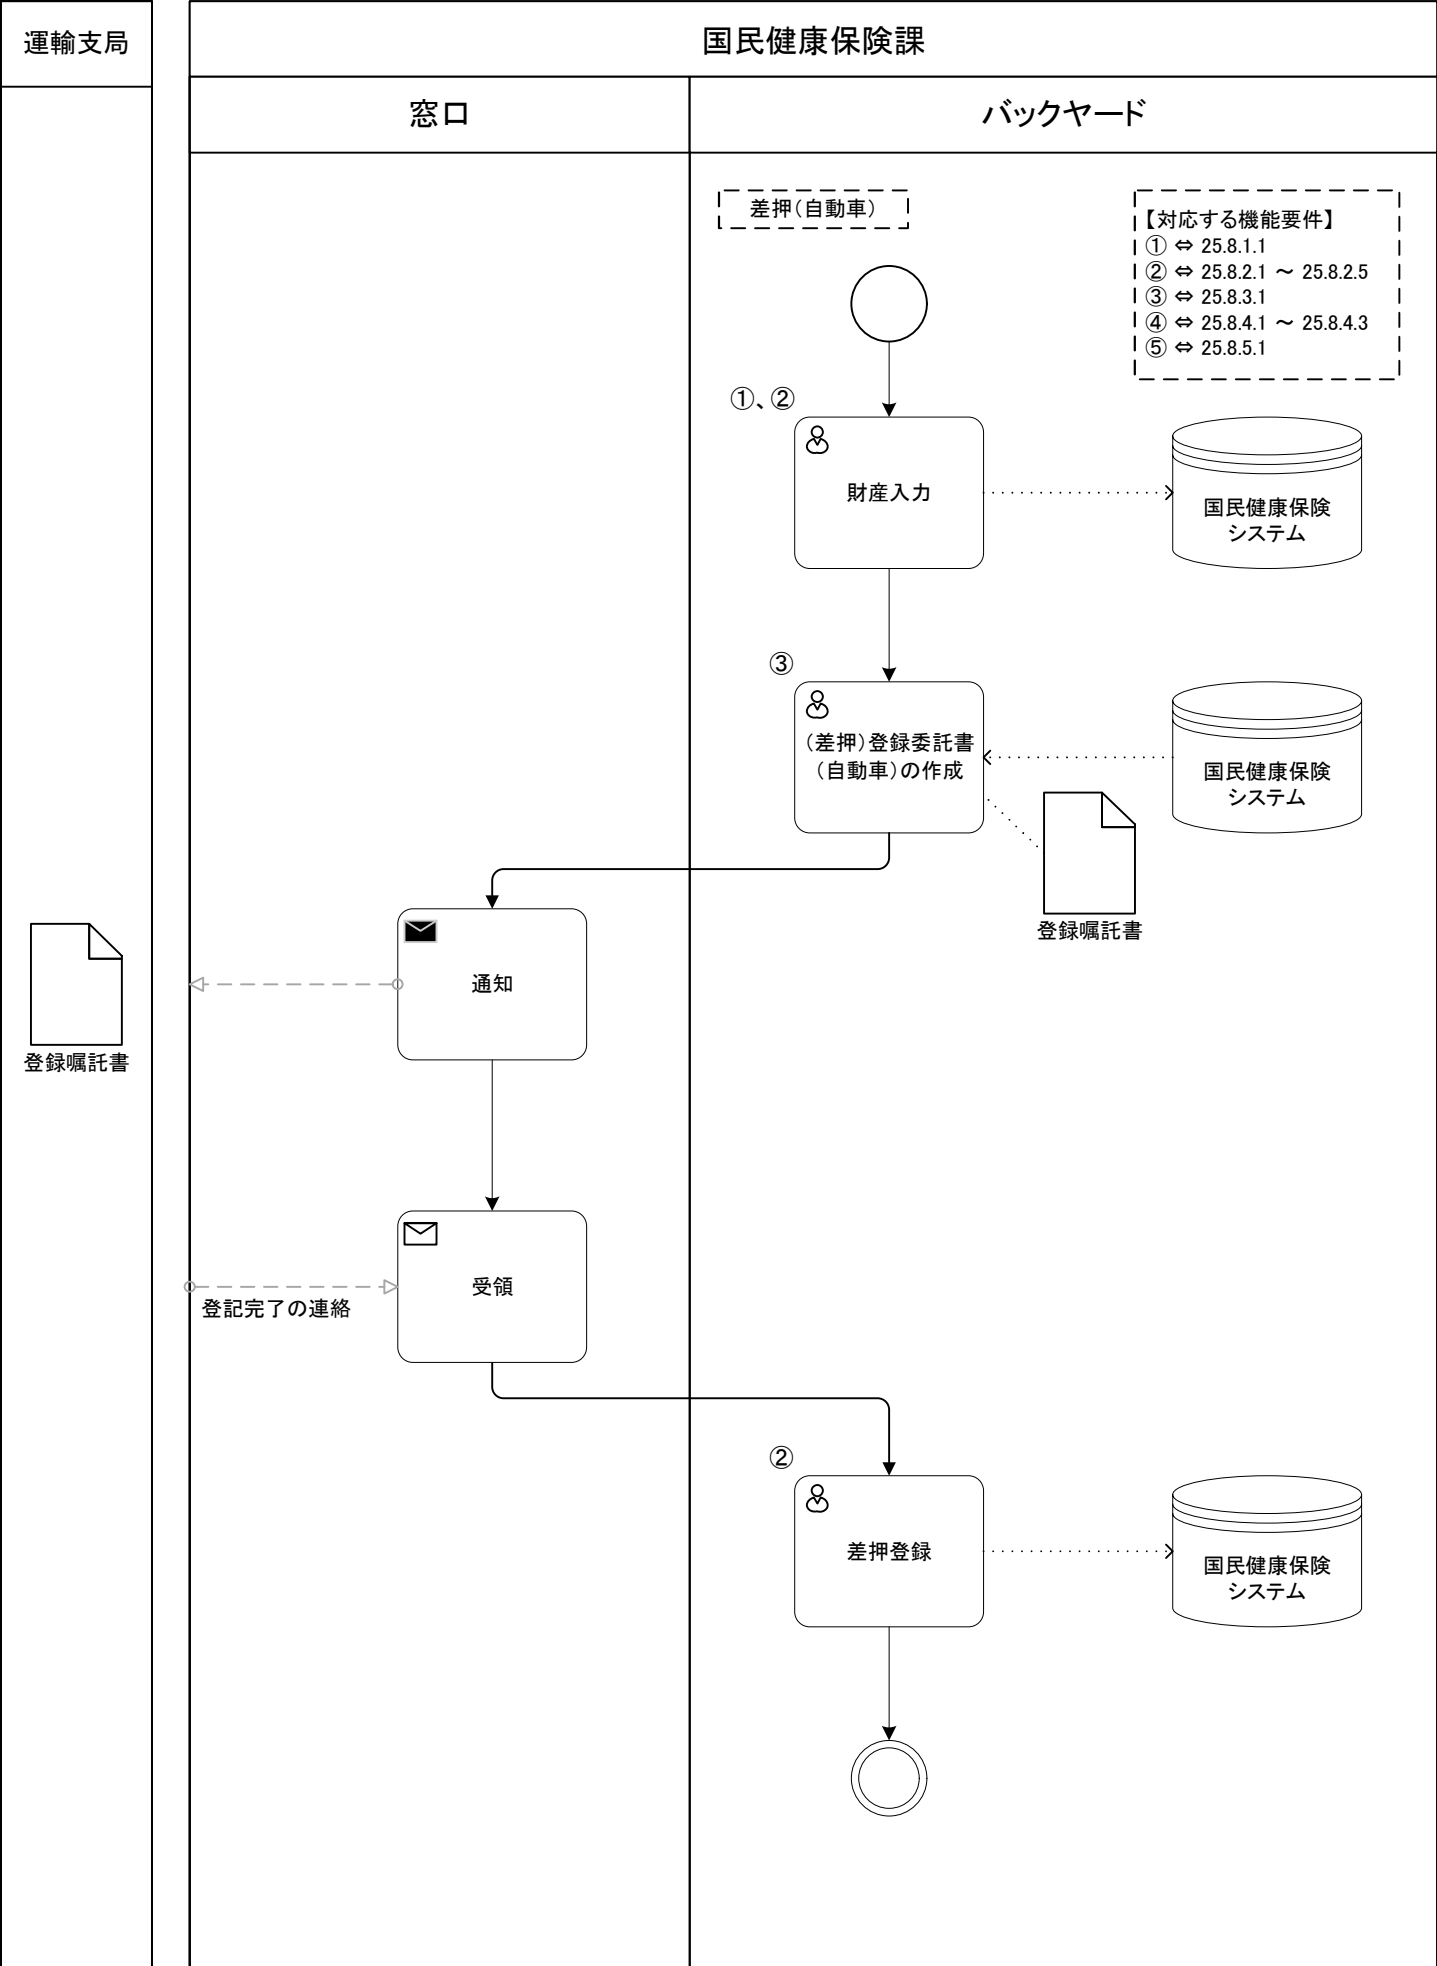 運輸支局
国民健康保険課
窓口
バックヤード
差押（自動車）
【対応する機能要件】
① ⇔ 25.8.1.1
② ⇔ 25.8.2.1 ～ 25.8.2.5
③ ⇔ 25.8.3.1
④ ⇔ 25.8.4.1 ～ 25.8.4.3
⑤ ⇔ 25.8.5.1
①、②
財産入力
国民健康保険
システム
③
（差押）登録委託書
（自動車）の作成
国民健康保険
システム
登録嘱託書
通知
登録嘱託書
受領
登記完了の連絡
②
差押登録
国民健康保険
システム